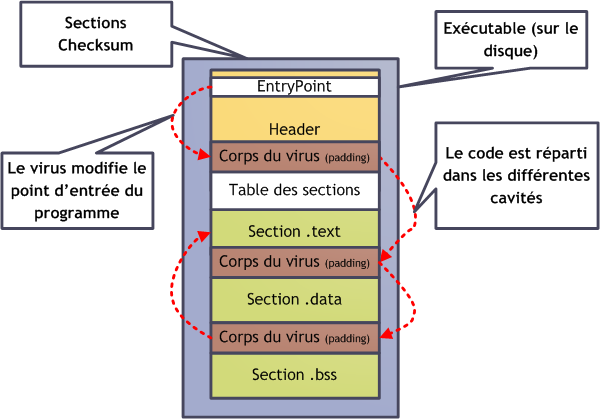 Sections
Checksum
Exécutable (sur le
disque)
EntryPoint
Header
Corps du virus (padding)
Le virus modifie le
point d’entrée du
programme
Le code est réparti
dans les différentes
cavités
Table des sections
Section .text
Corps du virus (padding)
Section .data
Corps du virus (padding)
Section .bss